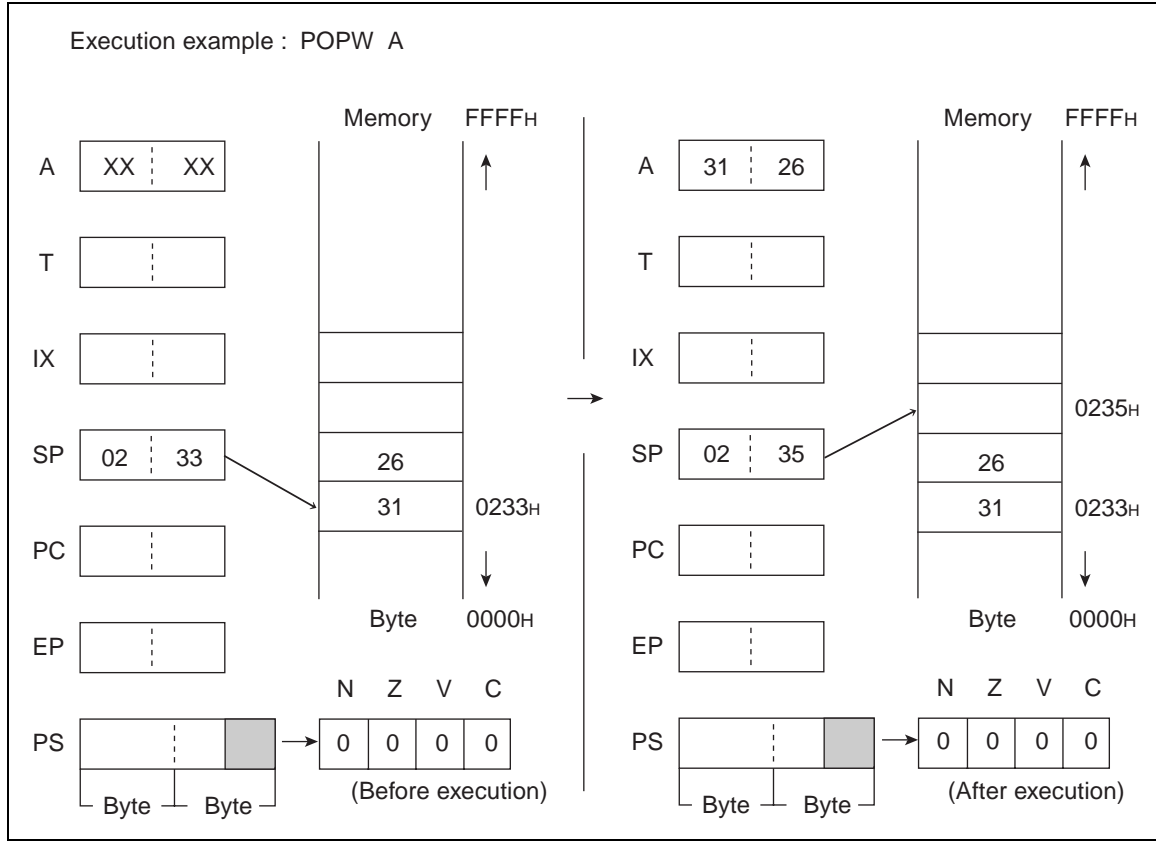 Execution example : POPW A
Memory FFFFH
A XX XX
T
IX
SP 02 33
26
31 0233H
PC
Byte 0000H
EP
N Z V C
PS 0 0 0 0
Byte Byte
(Before execution)
Memory FFFFH
A 31 26
T
IX
0235H
SP 02 35
26
31 0233H
PC
Byte 0000H
EP
N Z V C
PS 0 0 0 0
Byte Byte
(After execution)